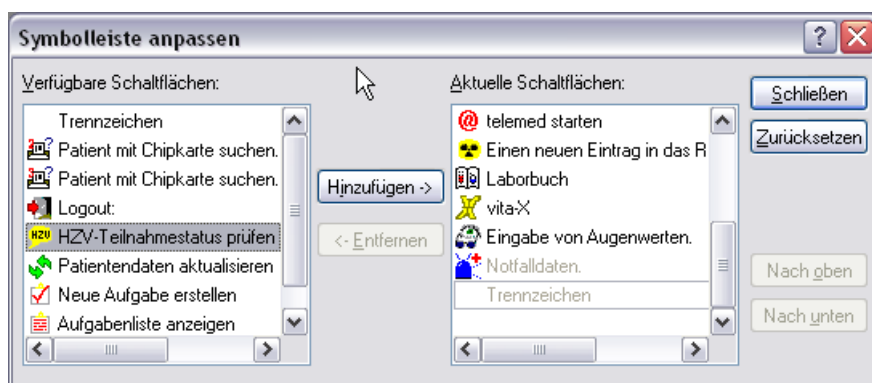 Symbolleiste anpassen
Verfügbare Schaltflächen:
Trennzeichen
Patient mit Chipkarte suchen.
Patient mit Chipkarte suchen.
Logout:
HZV HZV-Teilnahmestatus prüfen
Patientendaten aktualisieren
Neue Aufgabe erstellen
Aufgabenliste anzeigen
Hinzufügen ->
<- Entfernen
Aktuelle Schaltflächen:
@ telemed starten
Einen neuen Eintrag in das R
Laborbuch
vita-X
Eingabe von Augenwerten.
Notfalldaten.
Trennzeichen
Schließen
Zurücksetzen
Nach oben
Nach unten